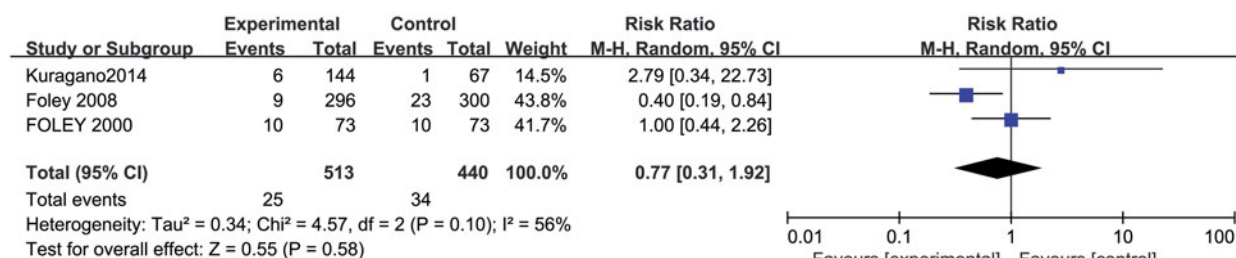 Experimental Control Risk Ratio Risk Ratio
Study or Subgroup Events Total Events Total Weight M-H, Random, 95% CI M-H, Random, 95% CI
Kuragano2014 6 144 1 67 14.5% 2.79 [0.34, 22.73]
Foley 2008 9 296 23 300 43.8% 0.40 [0.19, 0.84]
FOLEY 2000 10 73 10 73 41.7% 1.00 [0.44, 2.26]
Total (95% CI) 513 440 100.0% 0.77 [0.31, 1.92]
Total events 25 34
Heterogeneity: Tau² = 0.34; Chi² = 4.57, df = 2 (P = 0.10); I² = 56%
Test for overall effect: Z = 0.55 (P = 0.58)
0.01 0.1 1 10 100
Favours [experimental] Favours [control]